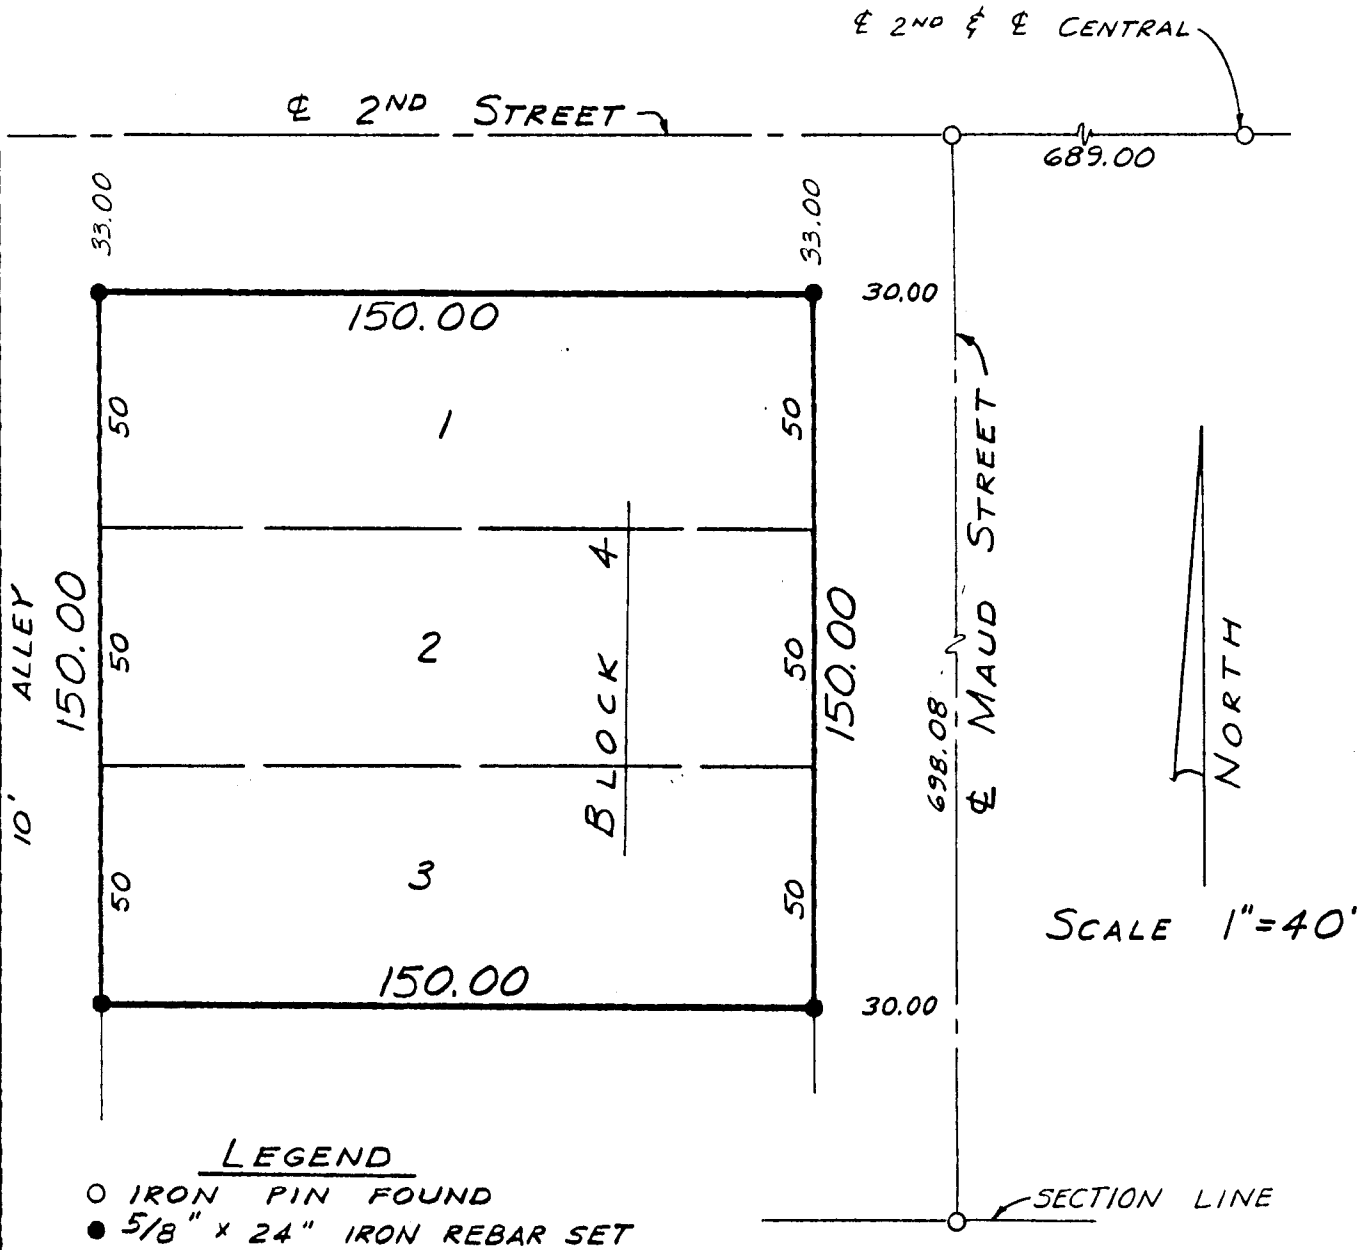 ℄ 2ND & ℄ CENTRAL
℄ 2ND STREET
689.00
33.00
33.00
30.00
150.00
50
1
50
℄ MAUD STREET
10' ALLEY
150.00
50
2
BLOCK 4
50
150.00
698.08
NORTH
50
3
50
SCALE 1"=40'
150.00
30.00
LEGEND
○ IRON PIN FOUND
● 5/8" x 24" IRON REBAR SET
SECTION LINE